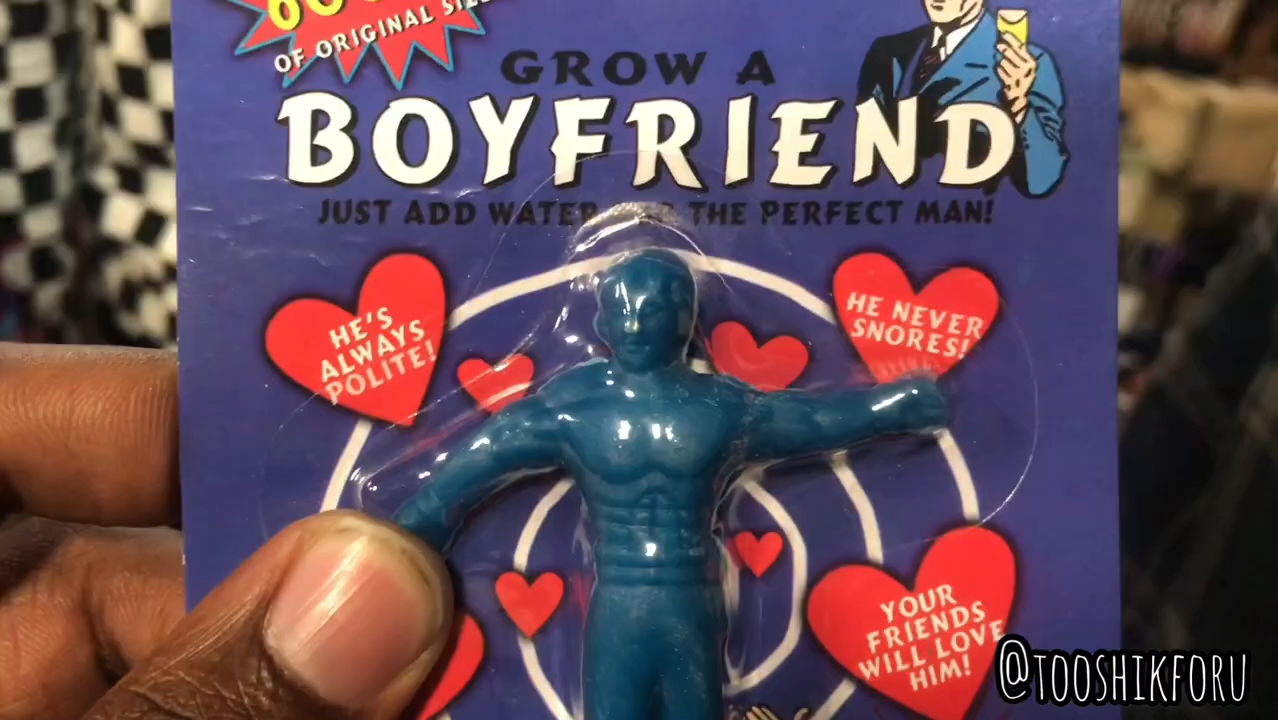 OF ORIGINAL SIZE
GROW A
BOYFRIEND
JUST ADD WATER FOR THE PERFECT MAN!
HE'S
ALWAYS
POLITE!
HE NEVER
SNORES!
YOUR
FRIENDS
WILL LOVE
HIM!
@TOOSHIKFORU